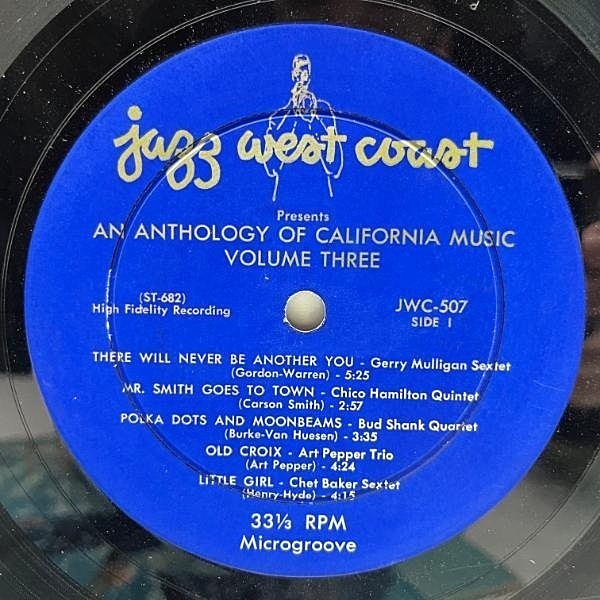 jazz west coast
Presents
AN ANTHOLOGY OF CALIFORNIA MUSIC
VOLUME THREE
(ST-682)
High Fidelity Recording
JWC-507
SIDE 1
THERE WILL NEVER BE ANOTHER YOU - Gerry Mulligan Sextet
(Gordon-Warren) - 5:25
MR. SMITH GOES TO TOWN - Chico Hamilton Quintet
(Carson Smith) - 2:57
POLKA DOTS AND MOONBEAMS - Bud Shank Quartet
(Burke-Van Huesen) - 3:35
OLD CROIX - Art Pepper Trio
(Art Pepper) - 4:24
LITTLE GIRL - Chet Baker Sextet
(Henry-Hyde) - 4:15
33⅓ RPM
Microgroove